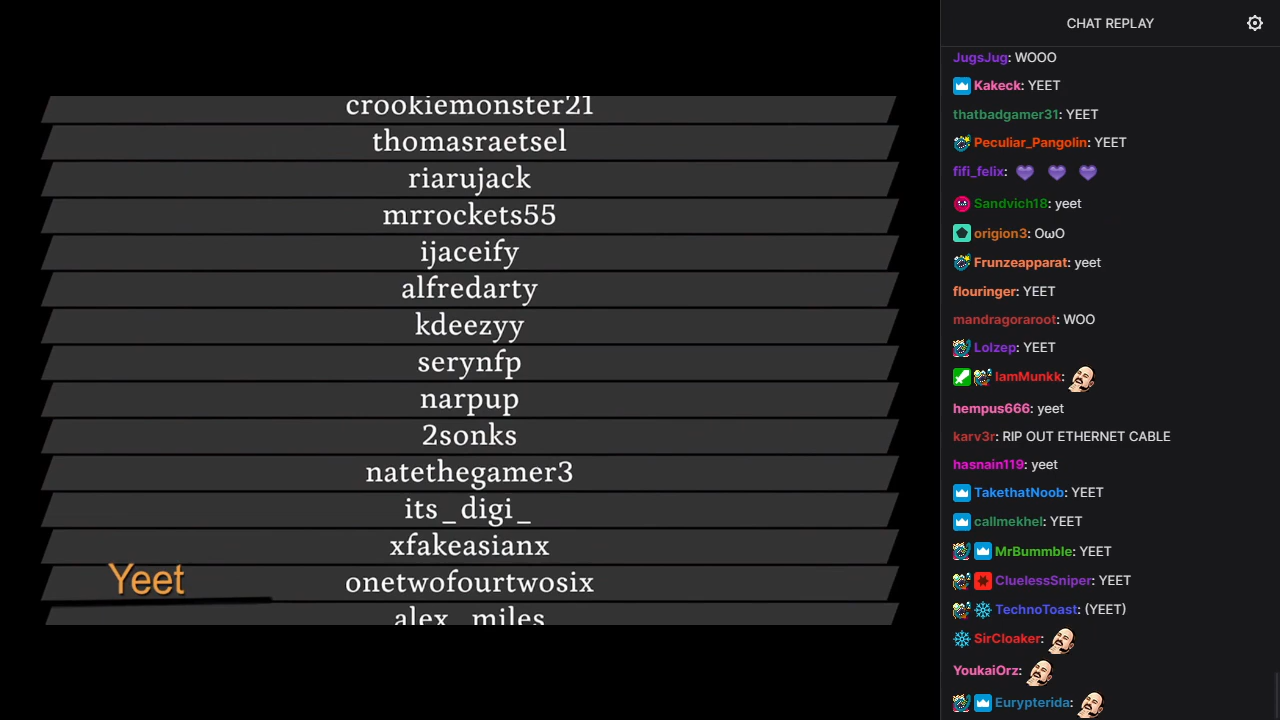 crookiemonster21
thomasraetsel
riarujack
mrrockets55
ijaceify
alfredarty
kdeezyy
serynfp
narpup
2sonks
natethegamer3
its_digi_
xfakeasianx
Yeet
onetwofourtwosix
alex_miles
CHAT REPLAY
JugsJug: WOOO
Kakeck: YEET
thatbadgamer31: YEET
Peculiar_Pangolin: YEET
fifi_felix:
Sandvich18: yeet
origion3: OωO
Frunzeapparat: yeet
flouringer: YEET
mandragoraroot: WOO
Lolzep: YEET
IamMunkk:
hempus666: yeet
karv3r: RIP OUT ETHERNET CABLE
hasnain119: yeet
TakethatNoob: YEET
callmekhel: YEET
MrBummble: YEET
CluelessSniper: YEET
TechnoToast: (YEET)
SirCloaker:
YoukaiOrz:
Eurypterida: